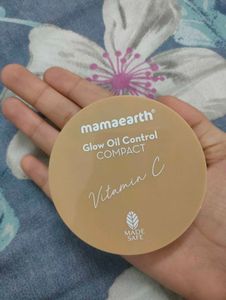 mamaearth®
Glow Oil Control
COMPACT
Vitamin C
MADE
SAFE